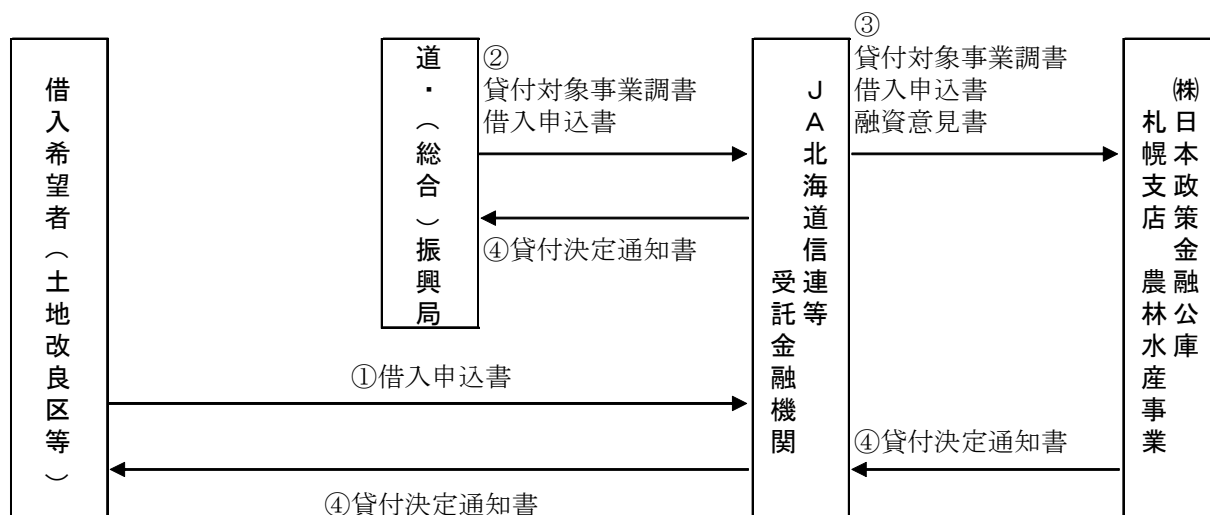 借入希望者(土地改良区等)
道・(総合)振興局
②
貸付対象事業調書
借入申込書
④貸付決定通知書
①借入申込書
④貸付決定通知書
JA北海道信連等
受託金融機関
③
貸付対象事業調書
借入申込書
融資意見書
④貸付決定通知書
㈱日本政策金融公庫
札幌支店 農林水産事業